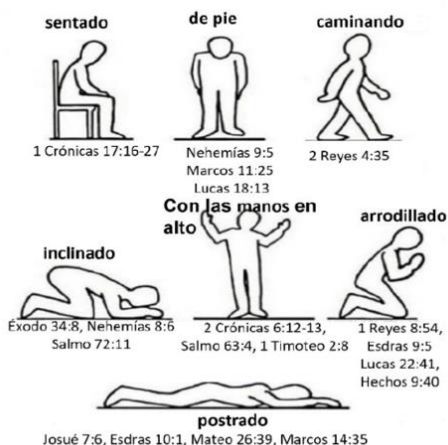 sentado
de pie
caminando
1 Crónicas 17:16-27
Nehemías 9:5
Marcos 11:25
Lucas 18:13
2 Reyes 4:35
inclinado
Éxodo 34:8, Nehemías 8:6
Salmo 72:11
Con las manos en
alto
2 Crónicas 6:12-13,
Salmo 63:4, 1 Timoteo 2:8
arrodillado
1 Reyes 8:54,
Esdras 9:5
Lucas 22:41,
Hechos 9:40
postrado
Josué 7:6, Esdras 10:1, Mateo 26:39, Marcos 14:35